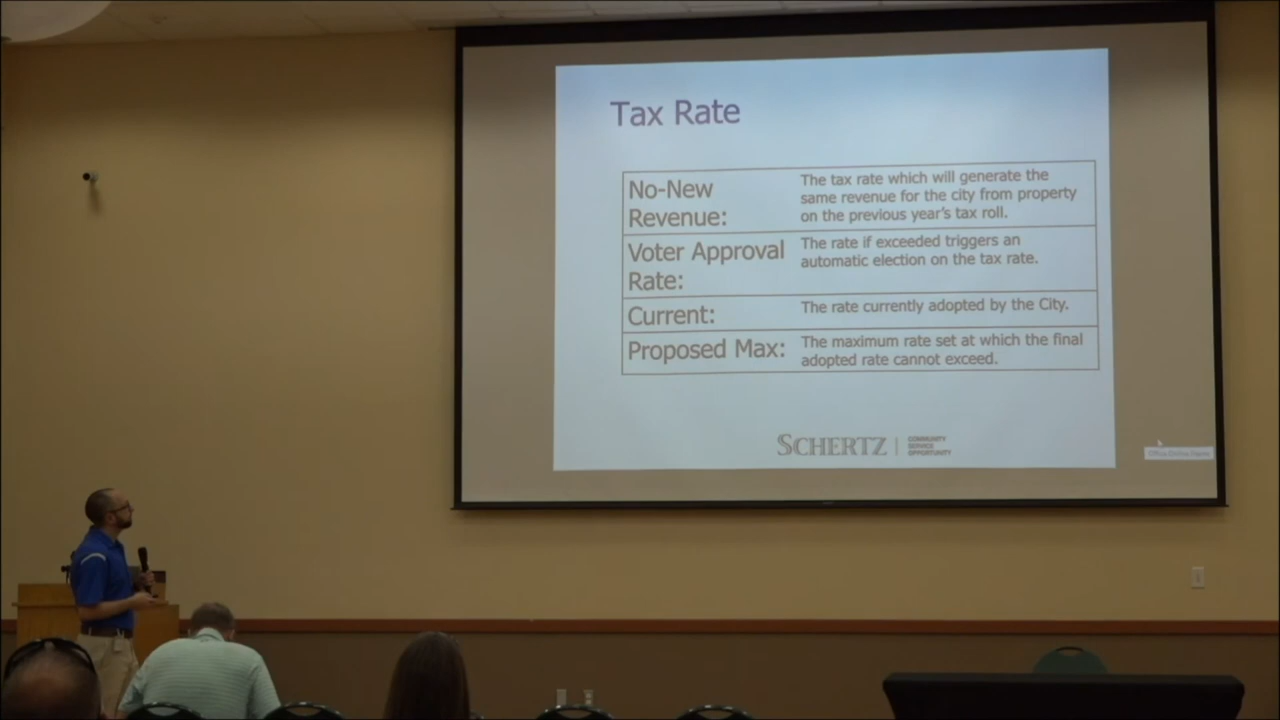 Tax Rate
No-New
Revenue:
The tax rate which will generate the
same revenue for the city from property
on the previous year's tax roll.
Voter Approval
Rate:
The rate if exceeded triggers an
automatic election on the tax rate.
Current:
The rate currently adopted by the City.
Proposed Max:
The maximum rate set at which the final
adopted rate cannot exceed.
SCHERTZ
COMMUNITY
SERVICE
OPPORTUNITY